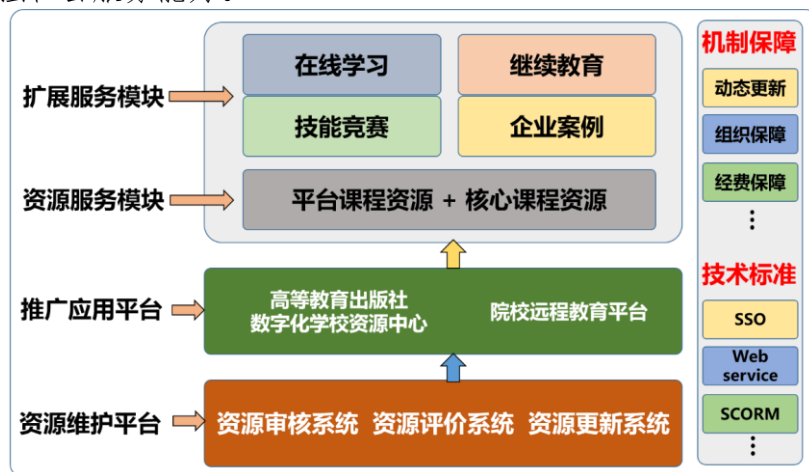 扩展服务模块
在线学习
继续教育
技能竞赛
企业案例
资源服务模块
平台课程资源 + 核心课程资源
推广应用平台
高等教育出版社
数字化学校资源中心
院校远程教育平台
资源维护平台
资源审核系统 资源评价系统 资源更新系统
机制保障
动态更新
组织保障
经费保障
⋮
技术标准
SSO
Web
service
SCORM
⋮